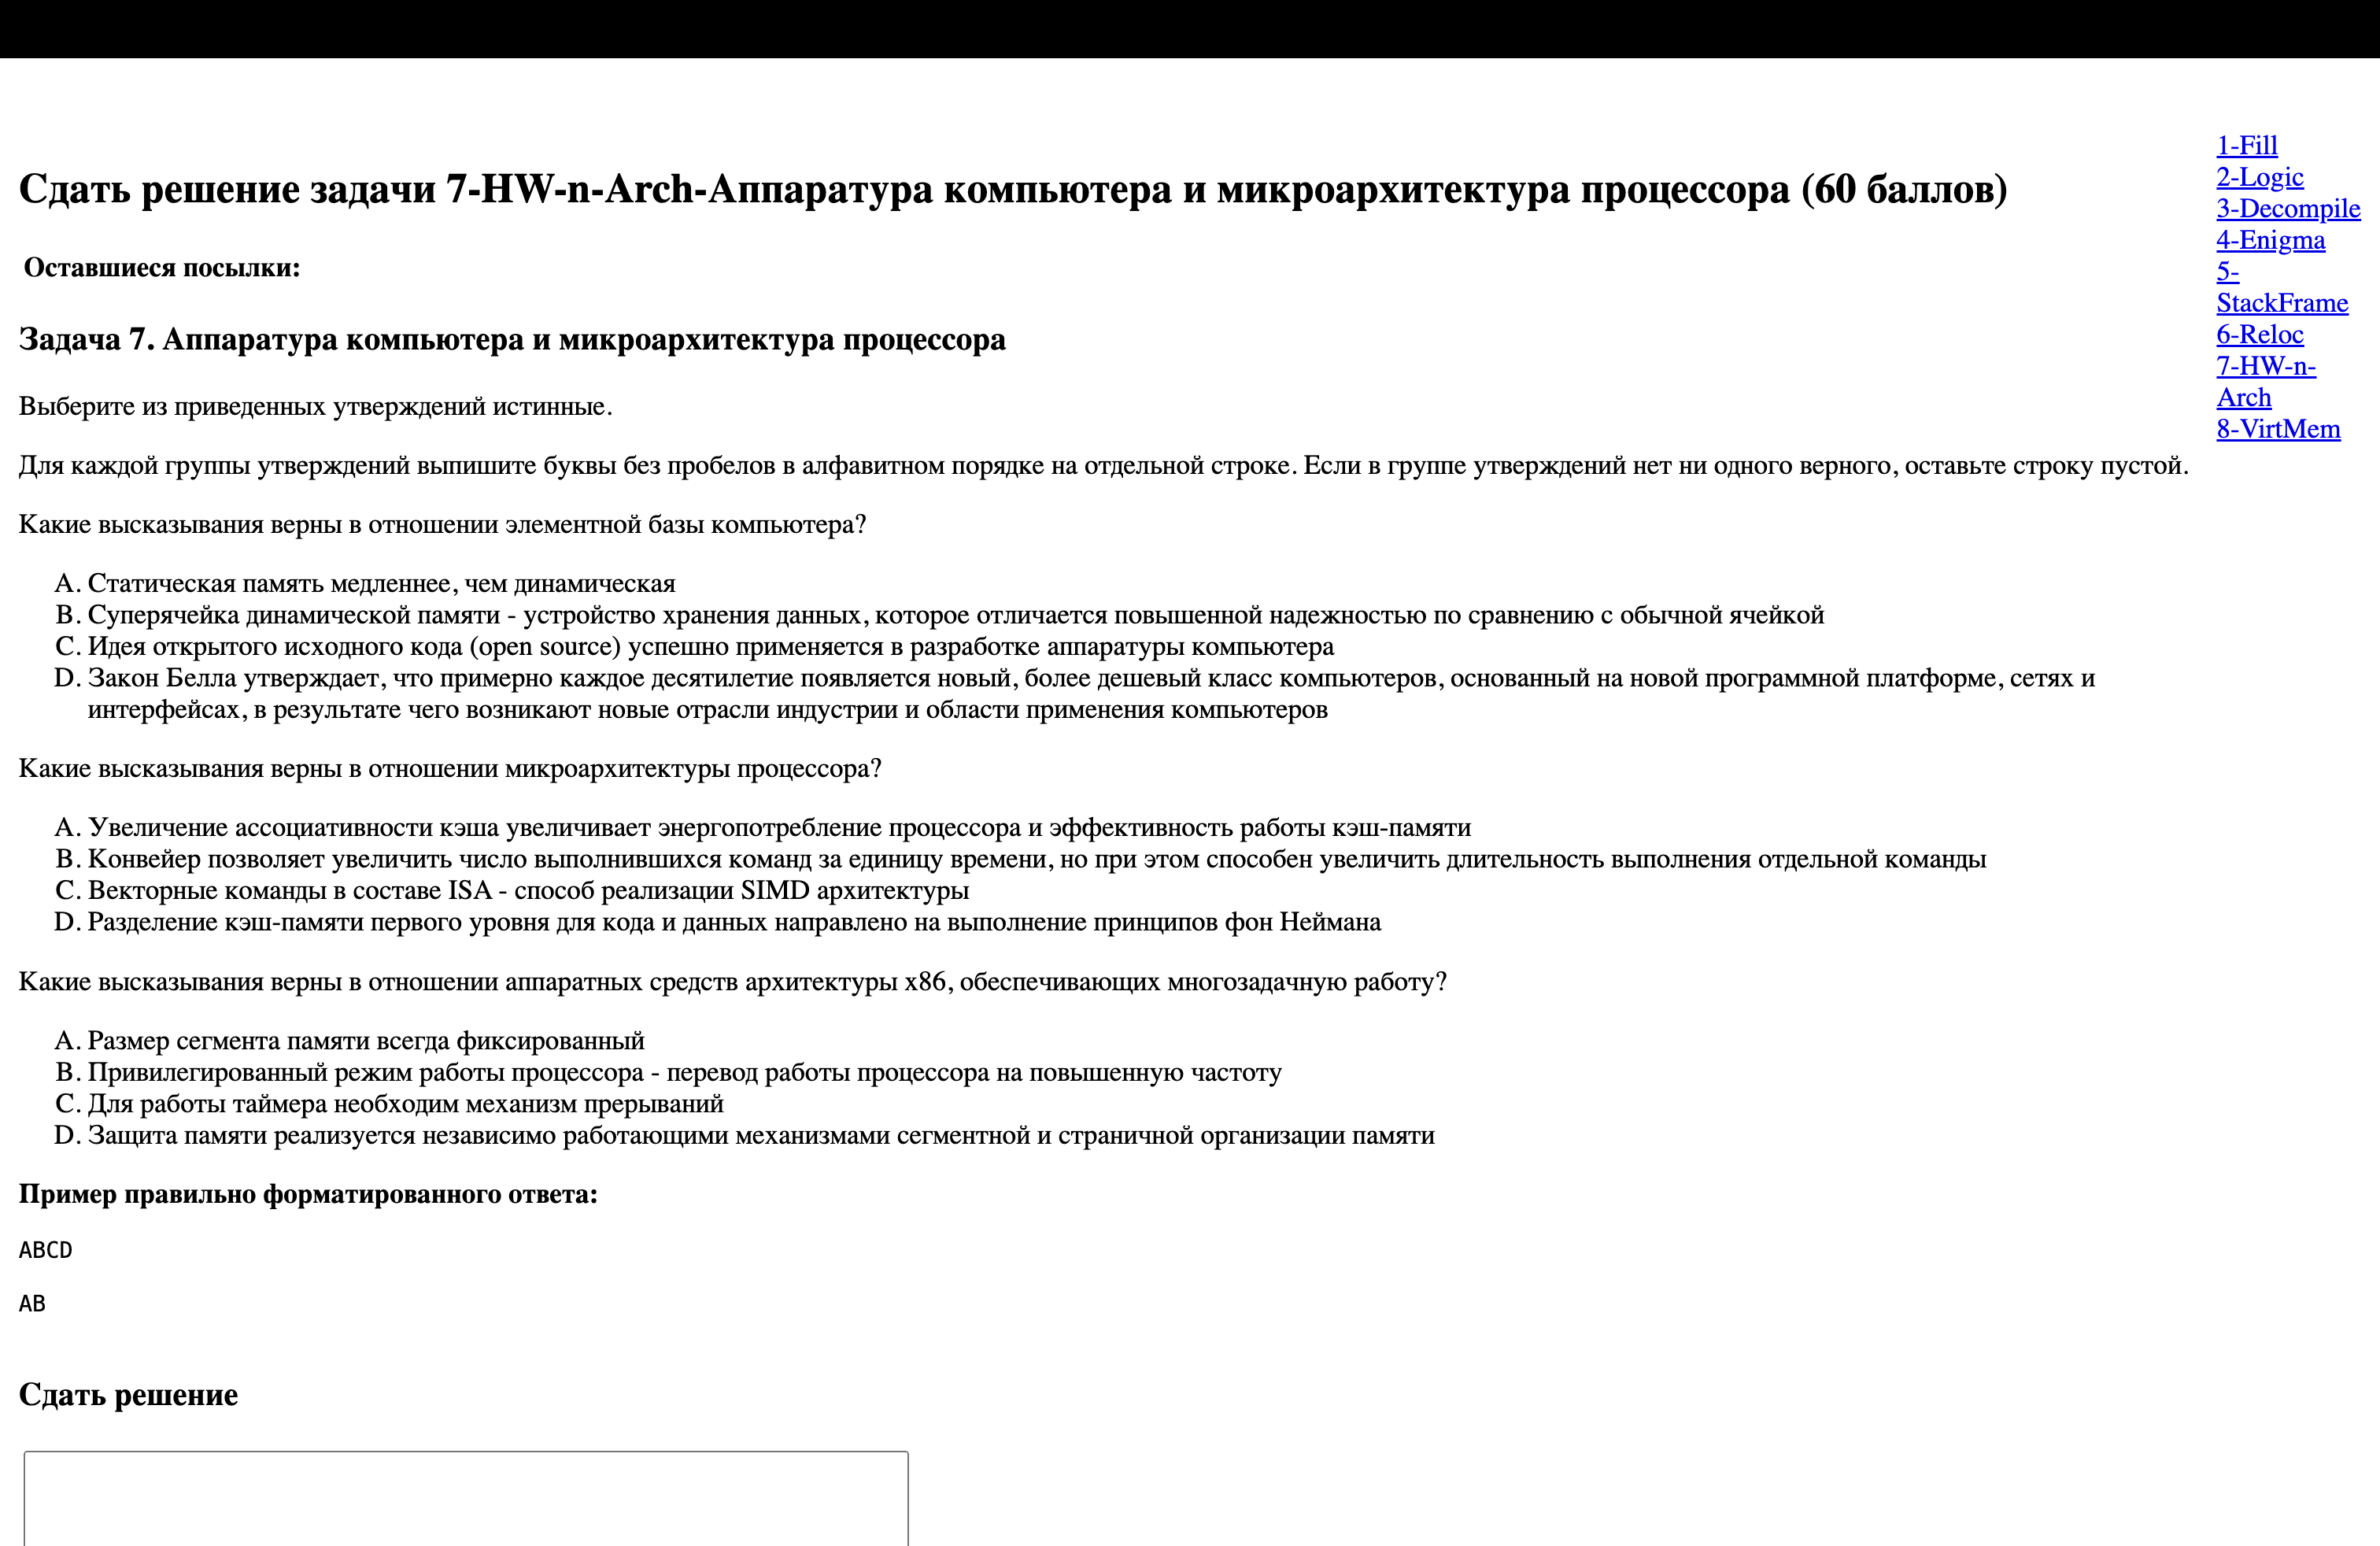 Сдать решение задачи 7-HW-n-Arch-Аппаратура компьютера и микроархитектура процессора (60 баллов)
Оставшиеся посылки:
Задача 7. Аппаратура компьютера и микроархитектура процессора
Выберите из приведенных утверждений истинные.
Для каждой группы утверждений выпишите буквы без пробелов в алфавитном порядке на отдельной строке. Если в группе утверждений нет ни одного верного, оставьте строку пустой.
Какие высказывания верны в отношении элементной базы компьютера?
A. Статическая память медленнее, чем динамическая
B. Суперячейка динамической памяти - устройство хранения данных, которое отличается повышенной надежностью по сравнению с обычной ячейкой
C. Идея открытого исходного кода (open source) успешно применяется в разработке аппаратуры компьютера
D. Закон Белла утверждает, что примерно каждое десятилетие появляется новый, более дешевый класс компьютеров, основанный на новой программной платформе, сетях и
интерфейсах, в результате чего возникают новые отрасли индустрии и области применения компьютеров
Какие высказывания верны в отношении микроархитектуры процессора?
A. Увеличение ассоциативности кэша увеличивает энергопотребление процессора и эффективность работы кэш-памяти
B. Конвейер позволяет увеличить число выполнившихся команд за единицу времени, но при этом способен увеличить длительность выполнения отдельной команды
C. Векторные команды в составе ISA - способ реализации SIMD архитектуры
D. Разделение кэш-памяти первого уровня для кода и данных направлено на выполнение принципов фон Неймана
Какие высказывания верны в отношении аппаратных средств архитектуры x86, обеспечивающих многозадачную работу?
A. Размер сегмента памяти всегда фиксированный
B. Привилегированный режим работы процессора - перевод работы процессора на повышенную частоту
C. Для работы таймера необходим механизм прерываний
D. Защита памяти реализуется независимо работающими механизмами сегментной и страничной организации памяти
Пример правильно форматированного ответа:
ABCD
AB
Сдать решение
1-Fill
2-Logic
3-Decompile
4-Enigma
5-
StackFrame
6-Reloc
7-HW-n-
Arch
8-VirtMem